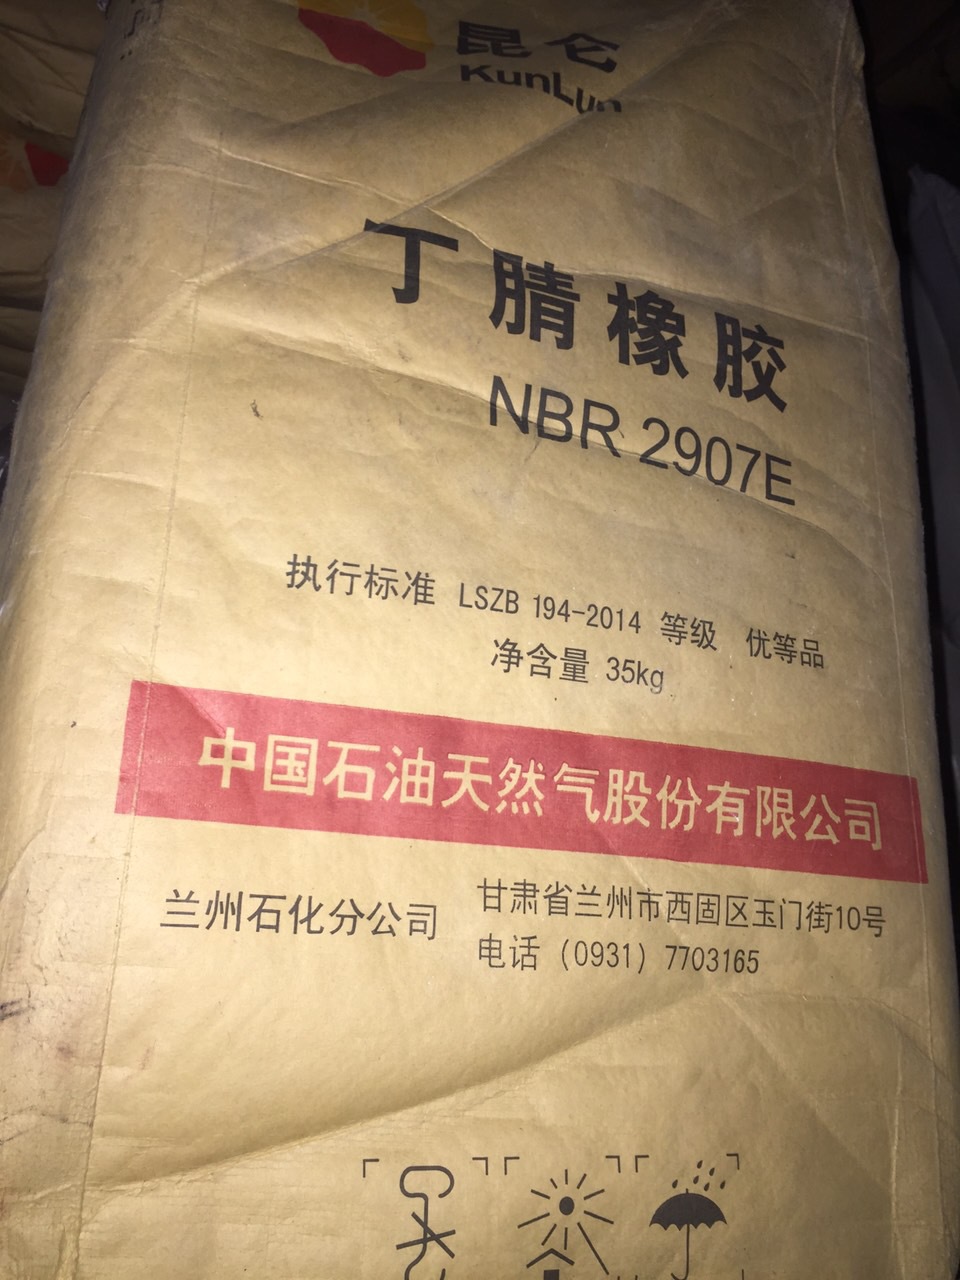 昆仑
KunLun
丁腈橡胶
NBR 2907E
执行标准 LSZB 194-2014 等级 优等品
净含量 35kg
中国石油天然气股份有限公司
兰州石化分公司
甘肃省兰州市西固区玉门街10号
电话 (0931) 7703165